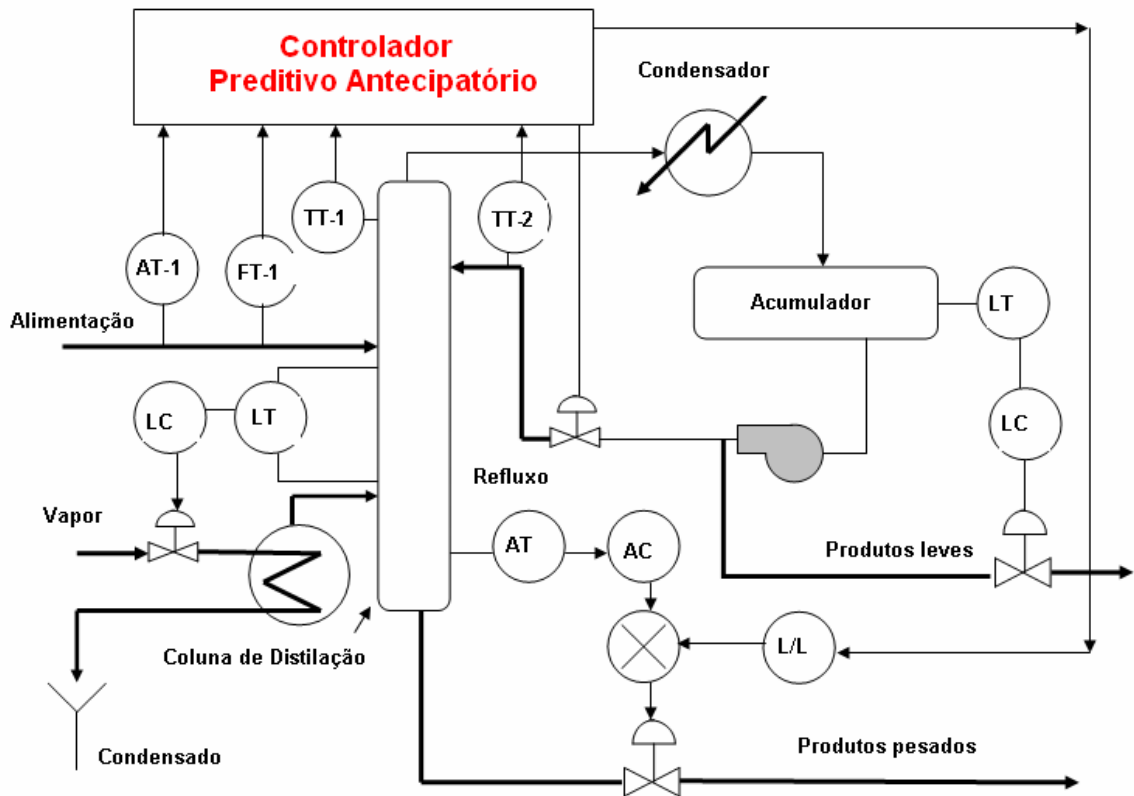 Controlador
Preditivo Antecipatório
Condensador
TT-1
TT-2
AT-1
FT-1
Alimentação
Acumulador
LT
LC
LT
LC
Refluxo
Vapor
AT
AC
Produtos leves
Coluna de Distilação
L/L
Condensado
Produtos pesados